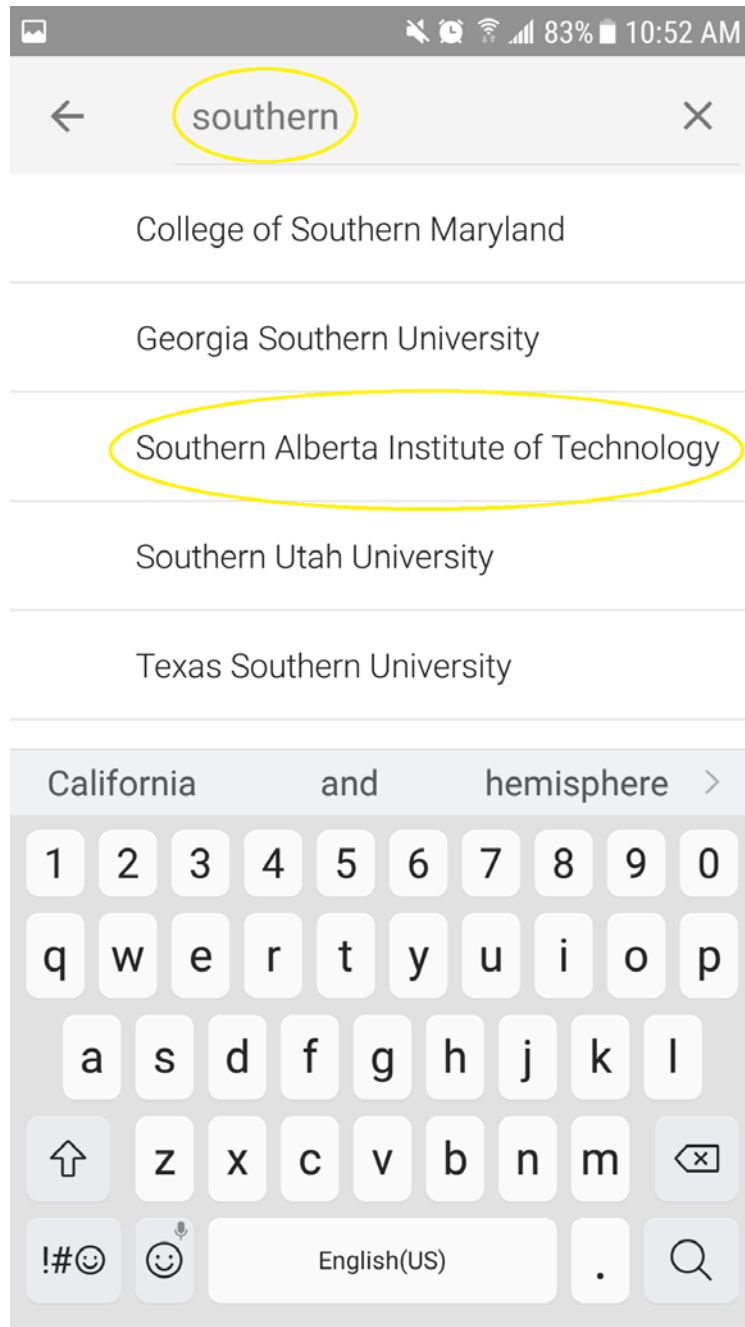 83% 10:52 AM
southern
College of Southern Maryland
Georgia Southern University
Southern Alberta Institute of Technology
Southern Utah University
Texas Southern University
California and hemisphere
1 2 3 4 5 6 7 8 9 0
q w e r t y u i o p
a s d f g h j k l
z x c v b n m
!#☺ English(US) .